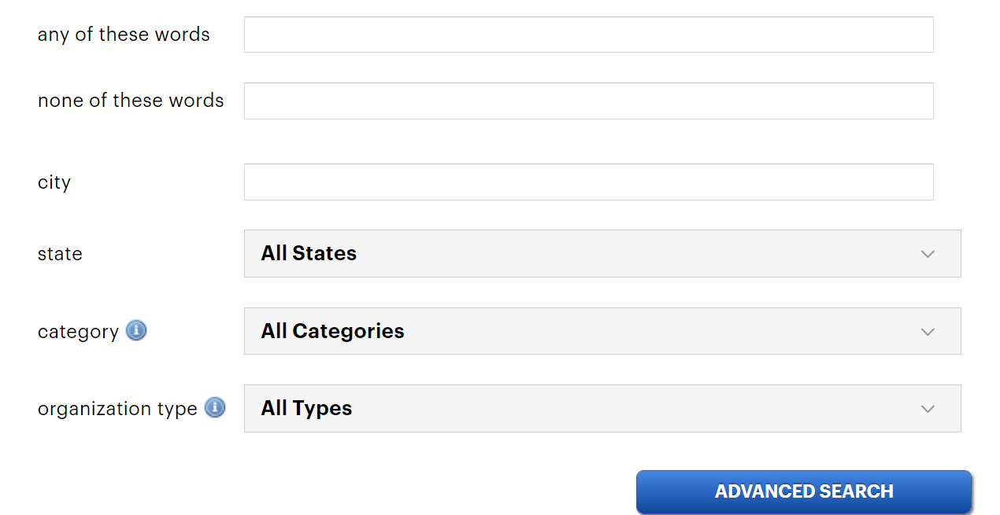 any of these words
none of these words
city
state All States
category All Categories
organization type All Types
ADVANCED SEARCH